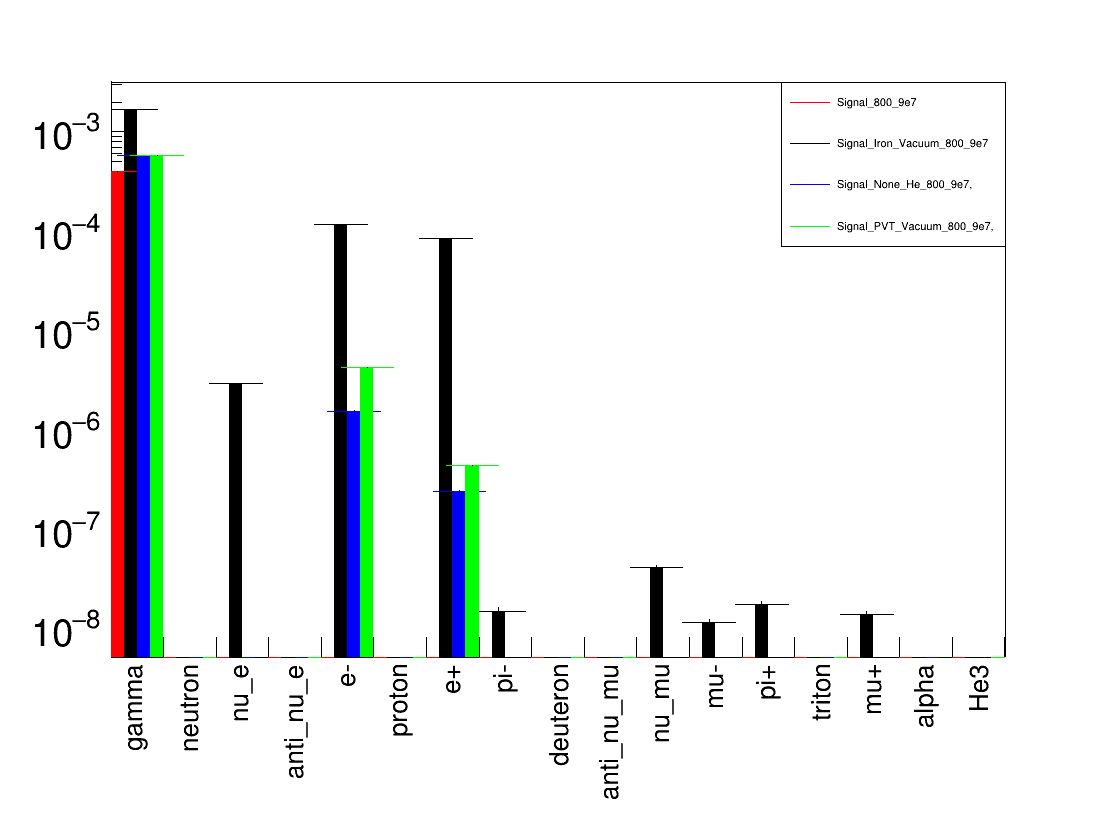 10⁻³
10⁻⁴
10⁻⁵
10⁻⁶
10⁻⁷
10⁻⁸
Signal_800_9e7
Signal_Iron_Vacuum_800_9e7
Signal_None_He_800_9e7,
Signal_PVT_Vacuum_800_9e7,
gamma
neutron
nu_e
anti_nu_e
e-
proton
e+
pi-
deuteron
anti_nu_mu
nu_mu
mu-
pi+
triton
mu+
alpha
He3